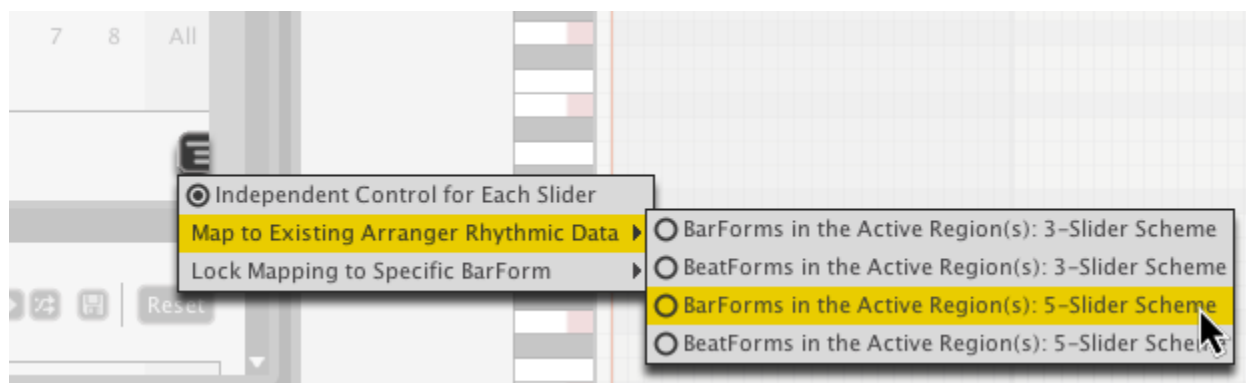 7 8 All
Independent Control for Each Slider
Map to Existing Arranger Rhythmic Data
Lock Mapping to Specific BarForm
BarForms in the Active Region(s): 3-Slider Scheme
BeatForms in the Active Region(s): 3-Slider Scheme
BarForms in the Active Region(s): 5-Slider Scheme
BeatForms in the Active Region(s): 5-Slider
Reset